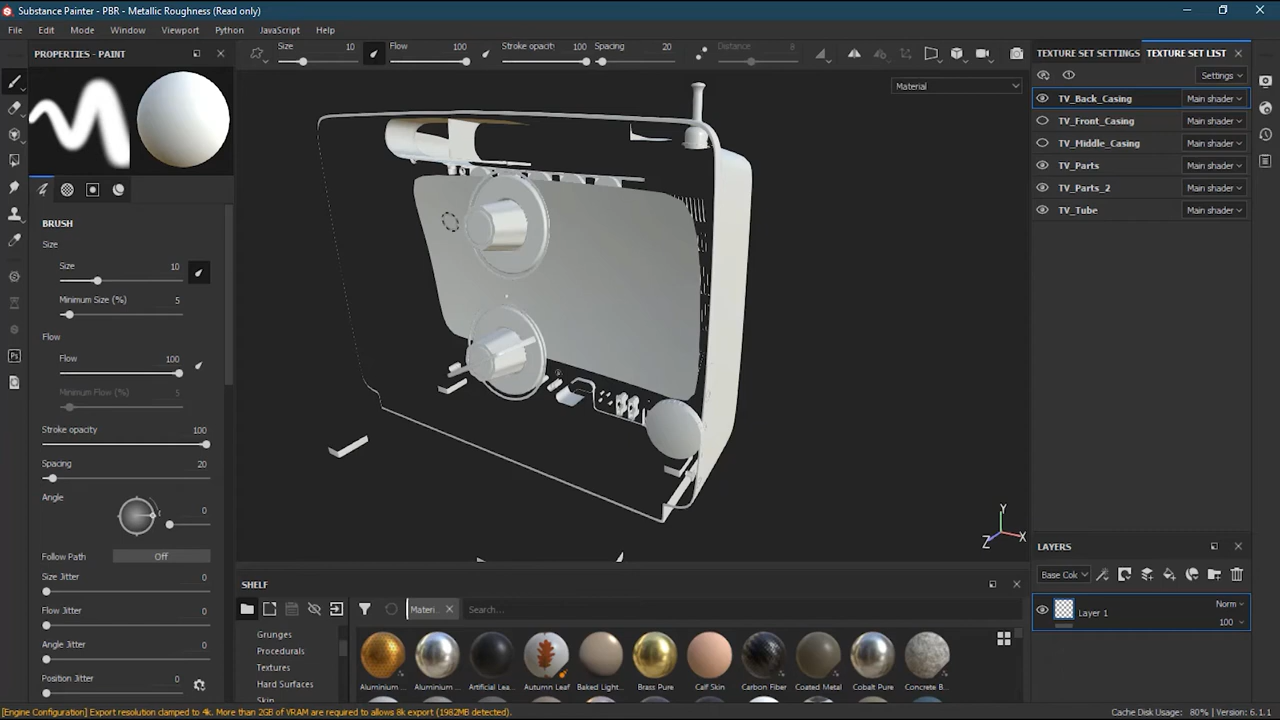 Substance Painter - PBR - Metallic Roughness (Read only)
File Edit Mode Window Viewport Python JavaScript Help
PROPERTIES - PAINT
Size 10 Flow 100 Stroke opacity 100 Spacing 20 Distance 8
TEXTURE SET SETTINGS TEXTURE SET LIST
Settings
Material
TV_Back_Casing Main shader
TV_Front_Casing Main shader
TV_Middle_Casing Main shader
TV_Parts Main shader
TV_Parts_2 Main shader
TV_Tube Main shader
BRUSH
Size
Size 10
Minimum Size (%) 5
Flow
Flow 100
Minimum Flow (%) 5
Stroke opacity 100
Spacing 20
Angle 0
Follow Path Off
Size Jitter 0
Flow Jitter 0
Angle Jitter 0
Position Jitter 0
Y
Z X
LAYERS
Base Col
Norm
Layer 1
100
SHELF
Materi... Search...
Grunges
Procedurals
Textures
Hard Surfaces
Skin
Aluminium ... Aluminium ... Artificial Lea... Autumn Leaf Baked Light... Brass Pure Calf Skin Carbon Fiber Coated Metal Cobalt Pure Concrete B...
[Engine Configuration] Export resolution clamped to 4k. More than 2GB of VRAM are required to allows 8k export (1982MB detected).
Cache Disk Usage: 80% | Version: 6.1.1